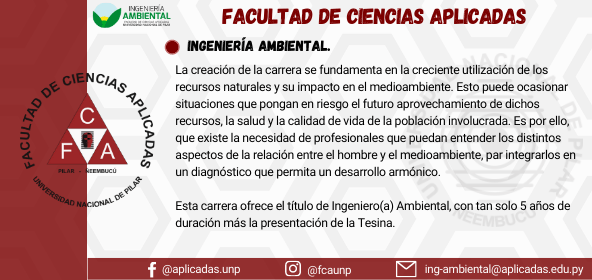 INGENIERÍA
AMBIENTAL
FACULTAD DE CIENCIAS APLICADAS
INGENIERÍA AMBIENTAL.
La creación de la carrera se fundamenta en la creciente utilización de los
recursos naturales y su impacto en el medioambiente. Esto puede ocasionar
situaciones que pongan en riesgo el futuro aprovechamiento de dichos
recursos, la salud y la calidad de vida de la población involucrada. Es por ello,
que existe la necesidad de profesionales que puedan entender los distintos
aspectos de la relación entre el hombre y el medioambiente, par integrarlos en
un diagnóstico que permita un desarrollo armónico.
Esta carrera ofrece el título de Ingeniero(a) Ambiental, con tan solo 5 años de
duración más la presentación de la Tesina.
FACULTAD DE CIENCIAS APLICADAS
C
F A
PILAR - ÑEEMBUCÚ
UNIVERSIDAD NACIONAL DE PILAR
@aplicadas.unp
@fcaunp
ing-ambiental@aplicadas.edu.py